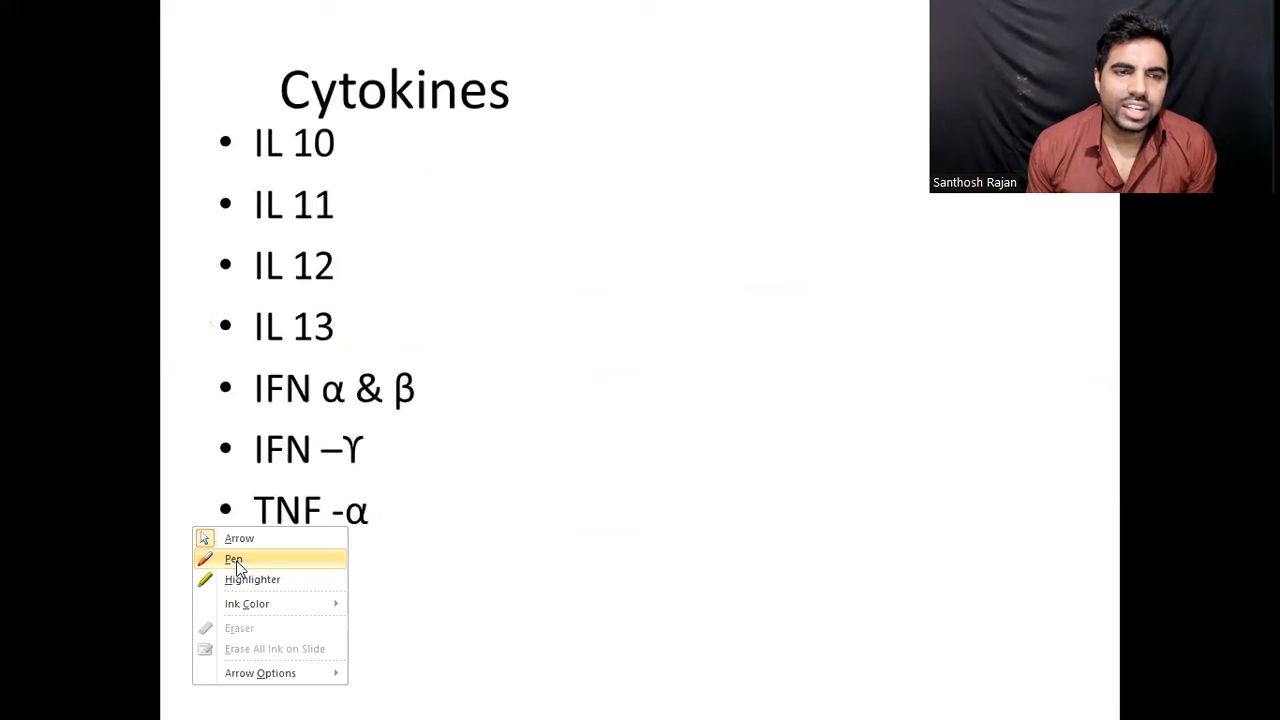 Cytokines
• IL 10
• IL 11
• IL 12
• IL 13
• IFN α & β
• IFN –ϒ
• TNF -α
Arrow
Pen
Highlighter
Ink Color
Eraser
Erase All Ink on Slide
Arrow Options
Santhosh Rajan